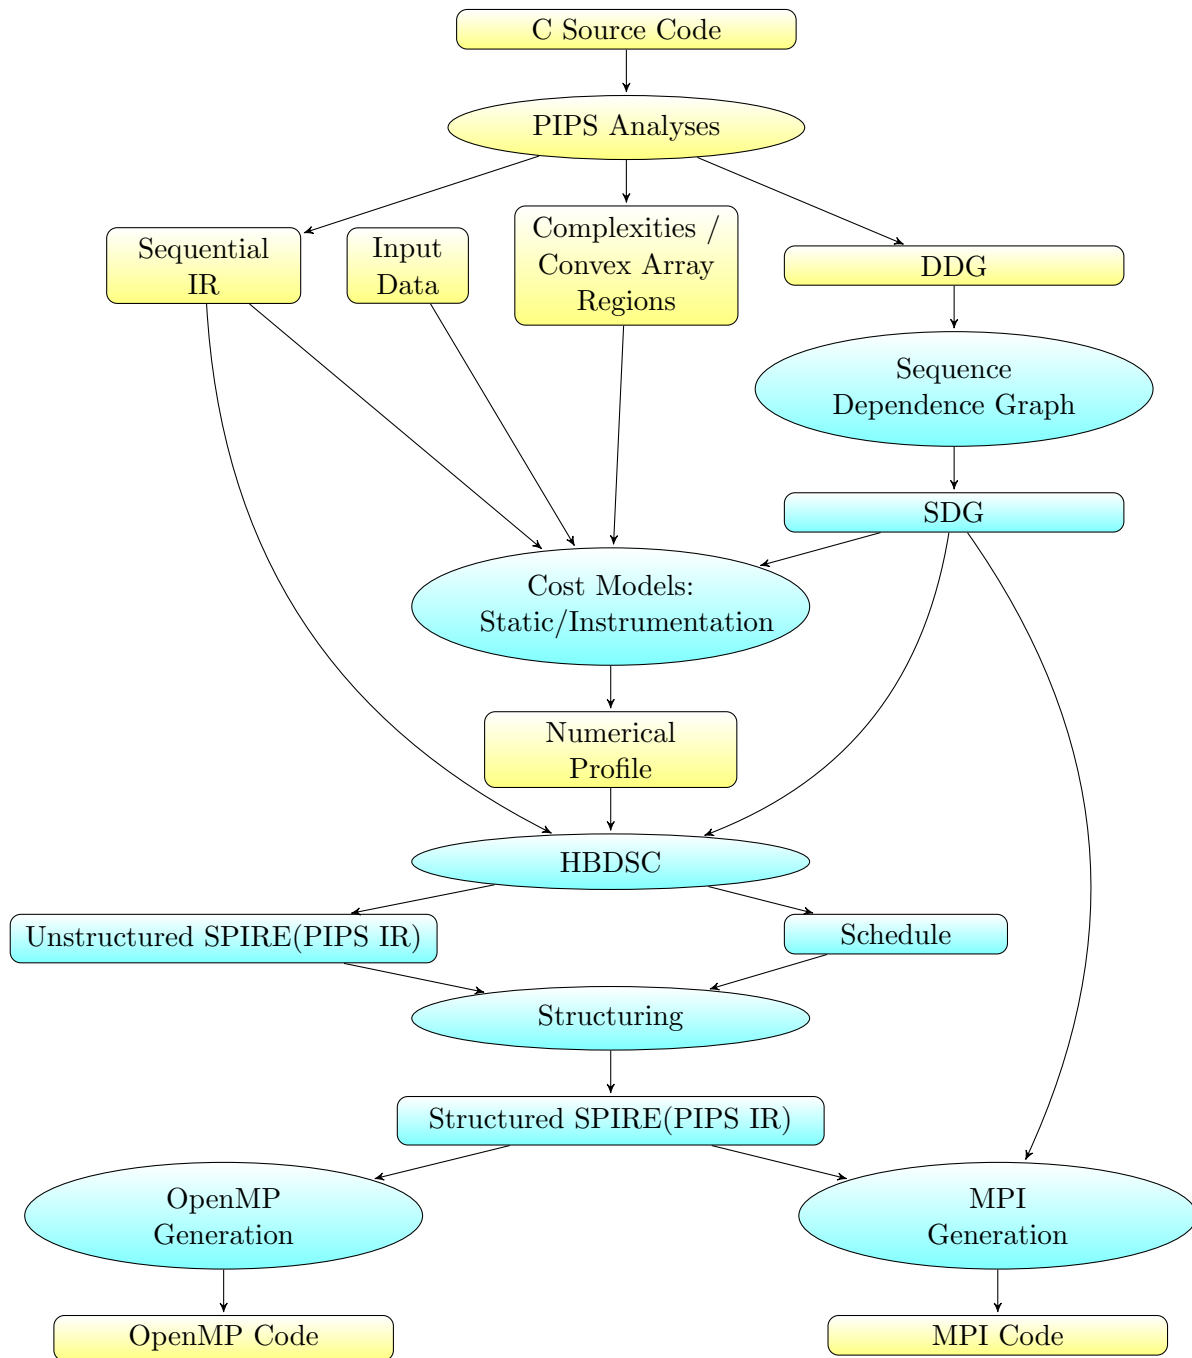 C Source Code
PIPS Analyses
Sequential
IR
Input
Data
Complexities /
Convex Array
Regions
DDG
Sequence
Dependence Graph
SDG
Cost Models:
Static/Instrumentation
Numerical
Profile
HBDSC
Unstructured SPIRE(PIPS IR)
Schedule
Structuring
Structured SPIRE(PIPS IR)
OpenMP
Generation
MPI
Generation
OpenMP Code
MPI Code